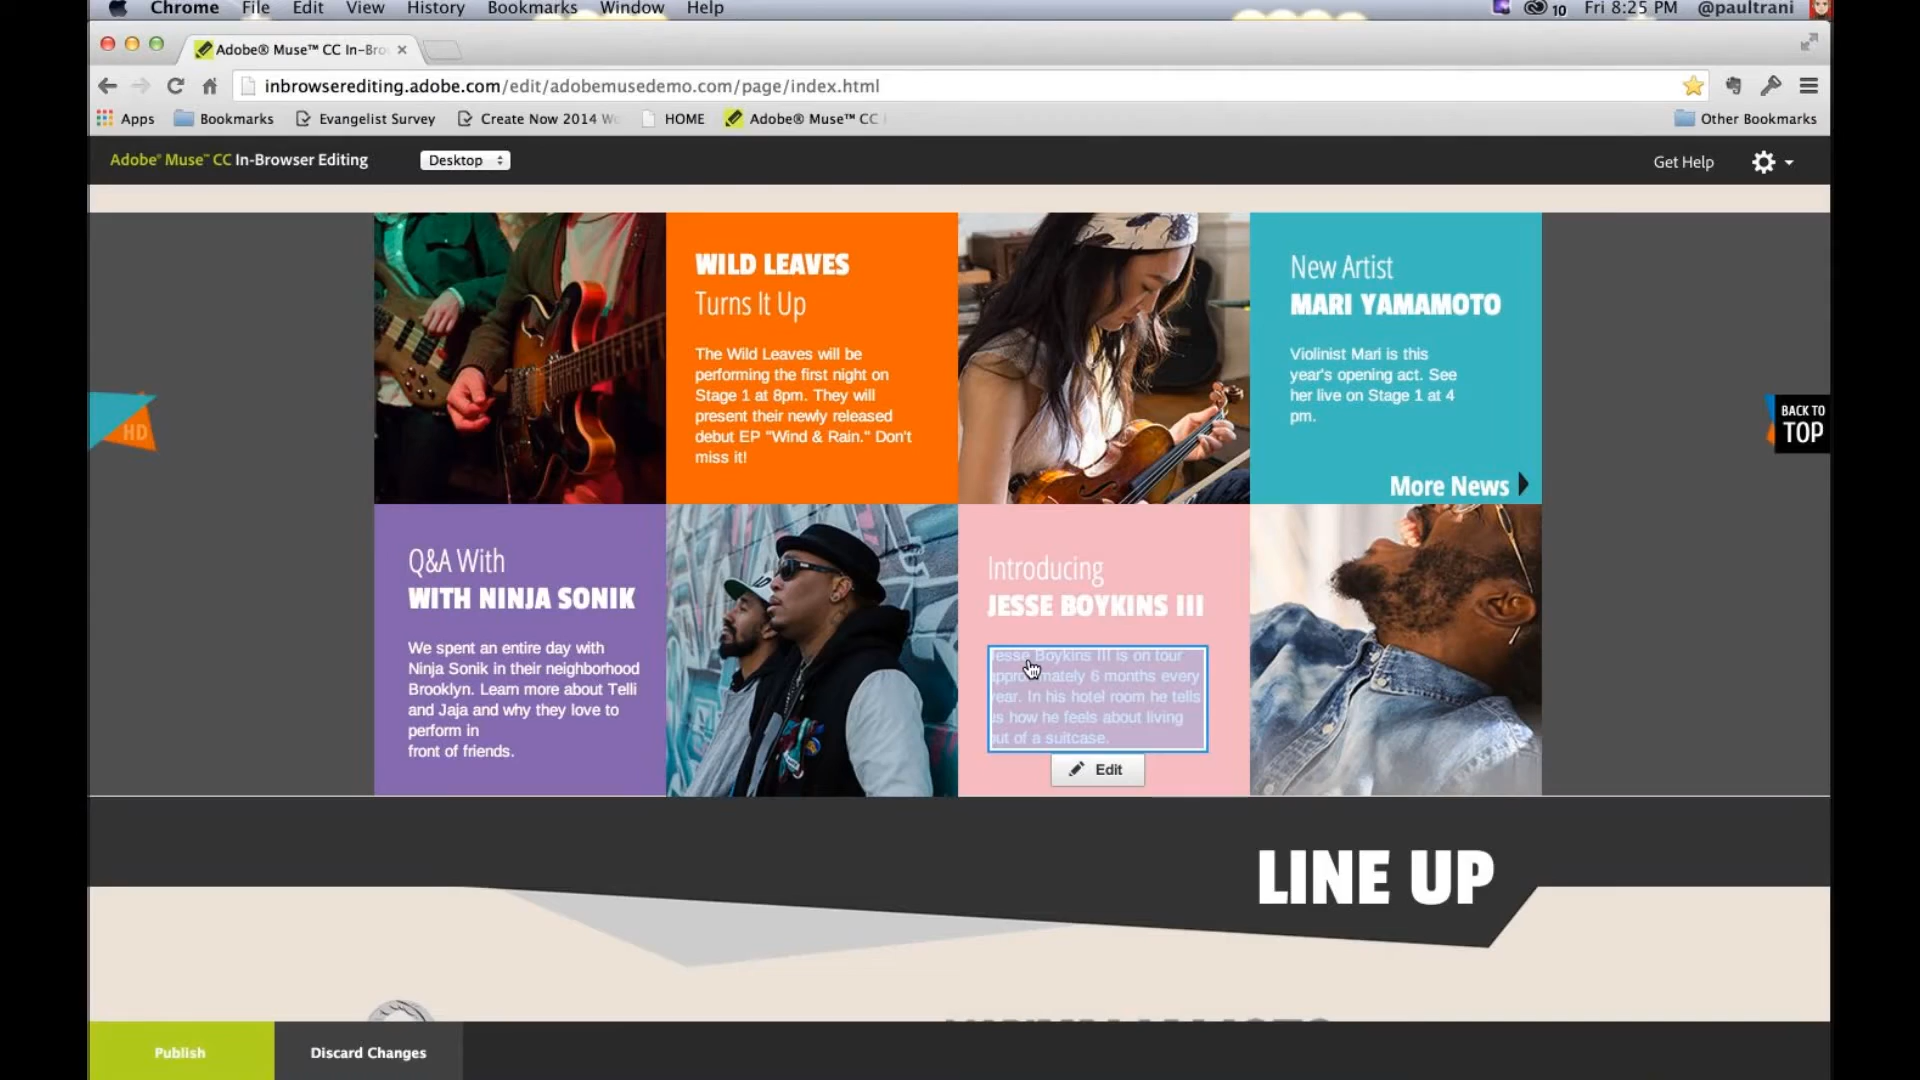 Chrome File Edit View History Bookmarks Window Help
10 Fri 8:25 PM @paultrani
Adobe® Muse™ CC In-Bro
inbrowserediting.adobe.com/edit/adobemusedemo.com/page/index.html
Apps Bookmarks Evangelist Survey Create Now 2014 HOME Adobe® Muse™ CC Other Bookmarks
Adobe® Muse™ CC In-Browser Editing Desktop Get Help
WILD LEAVES
Turns It Up
The Wild Leaves will be
performing the first night on
Stage 1 at 8pm. They will
present their newly released
debut EP "Wind & Rain." Don't
miss it!
New Artist
MARI YAMAMOTO
Violinist Mari is this
year's opening act. See
her live on Stage 1 at 4
pm.
More News
HD
BACK TO
TOP
Q&A With
WITH NINJA SONIK
We spent an entire day with
Ninja Sonik in their neighborhood
Brooklyn. Learn more about Telli
and Jaja and why they love to
perform in
front of friends.
Introducing
JESSE BOYKINS III
Jesse Boykins III is on tour
approximately 6 months every
year. In his hotel room he tells
us how he feels about living
out of a suitcase.
Edit
LINE UP
Publish
Discard Changes